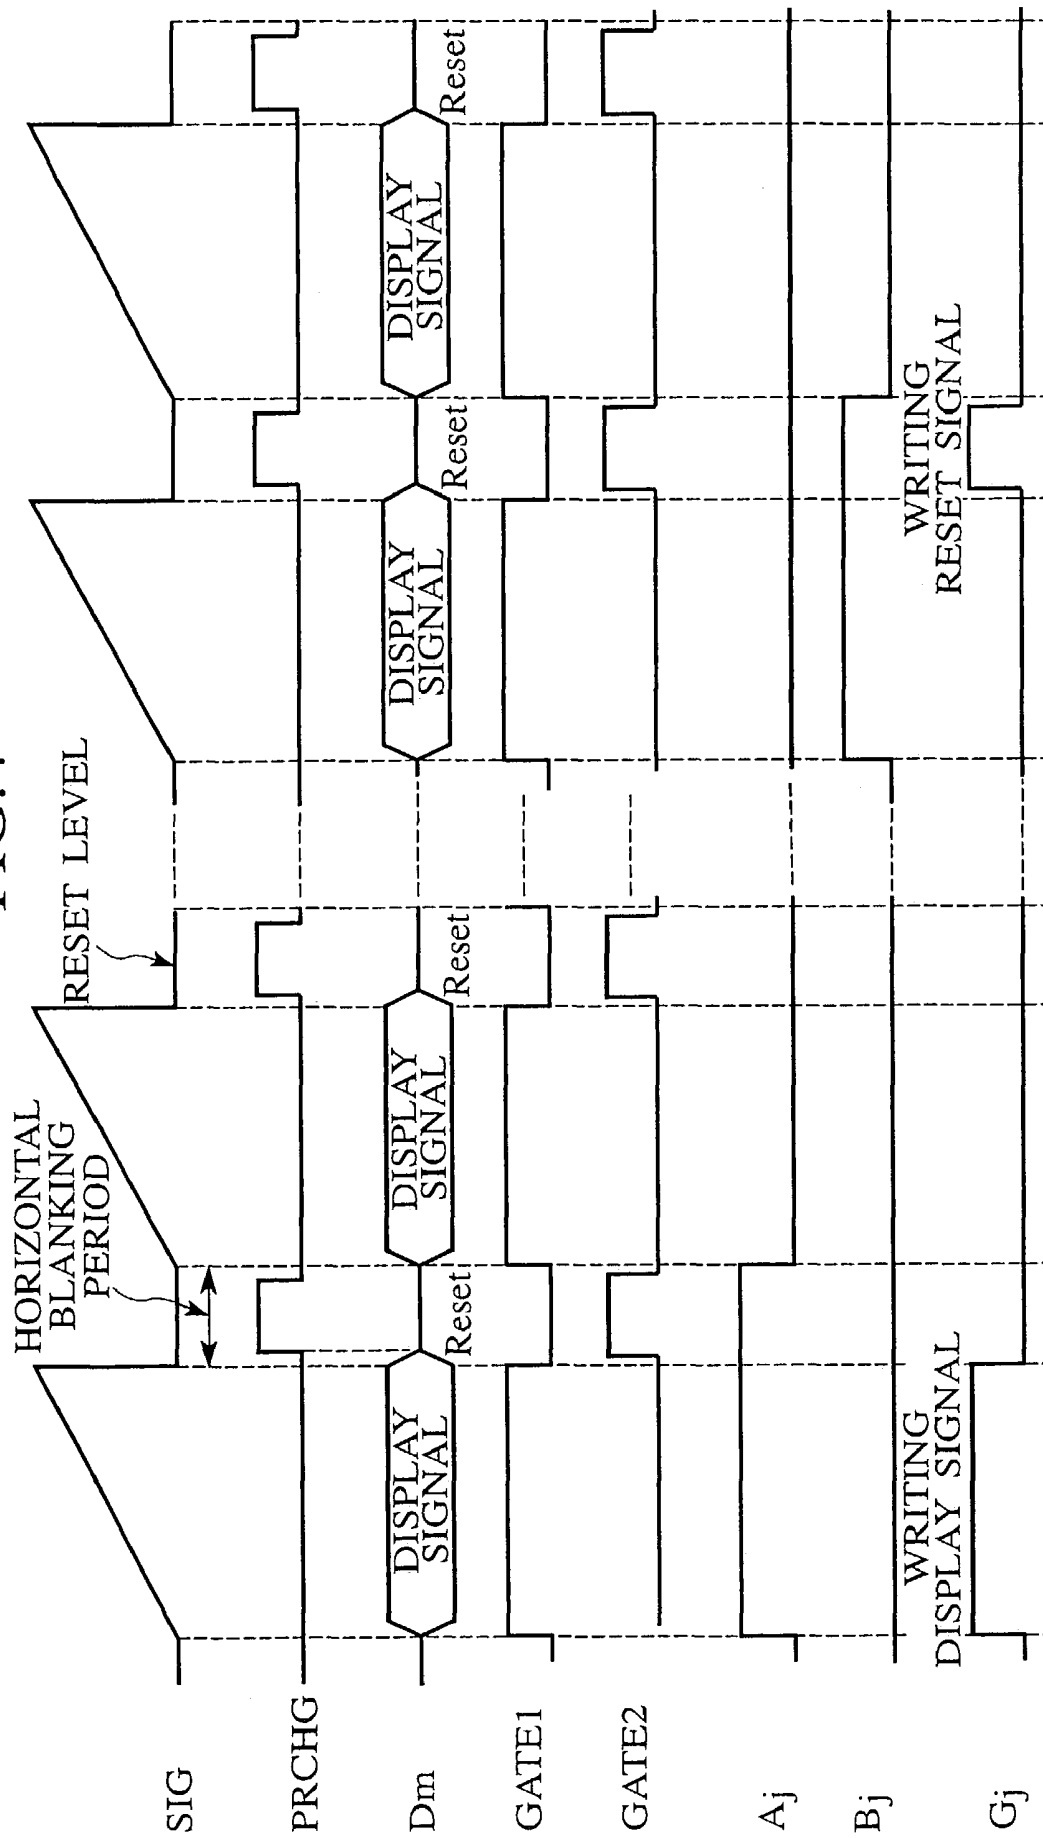 FIG.
HORIZONTAL
BLANKING
PERIOD
RESET LEVEL
SIG
PRCHG
Dm
DISPLAY
SIGNAL
Reset
DISPLAY
SIGNAL
Reset
DISPLAY
SIGNAL
Reset
DISPLAY
SIGNAL
Reset
GATE1
GATE2
Aj
Bj
WRITING
DISPLAY SIGNAL
WRITING
RESET SIGNAL
Gj